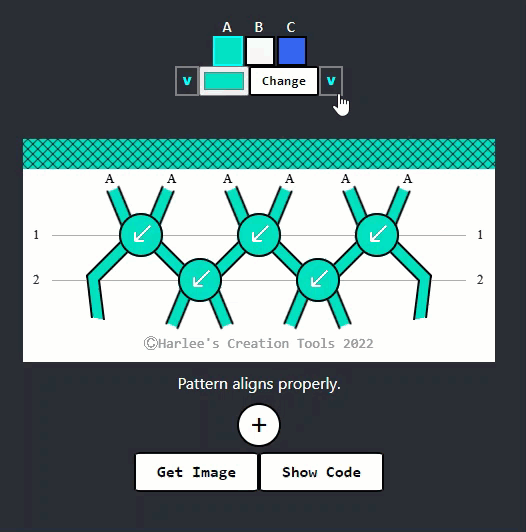 A B C
v Change v
A A A A A A
1 1
2 2
©Harlee's Creation Tools 2022
Pattern aligns properly.
+
Get Image Show Code